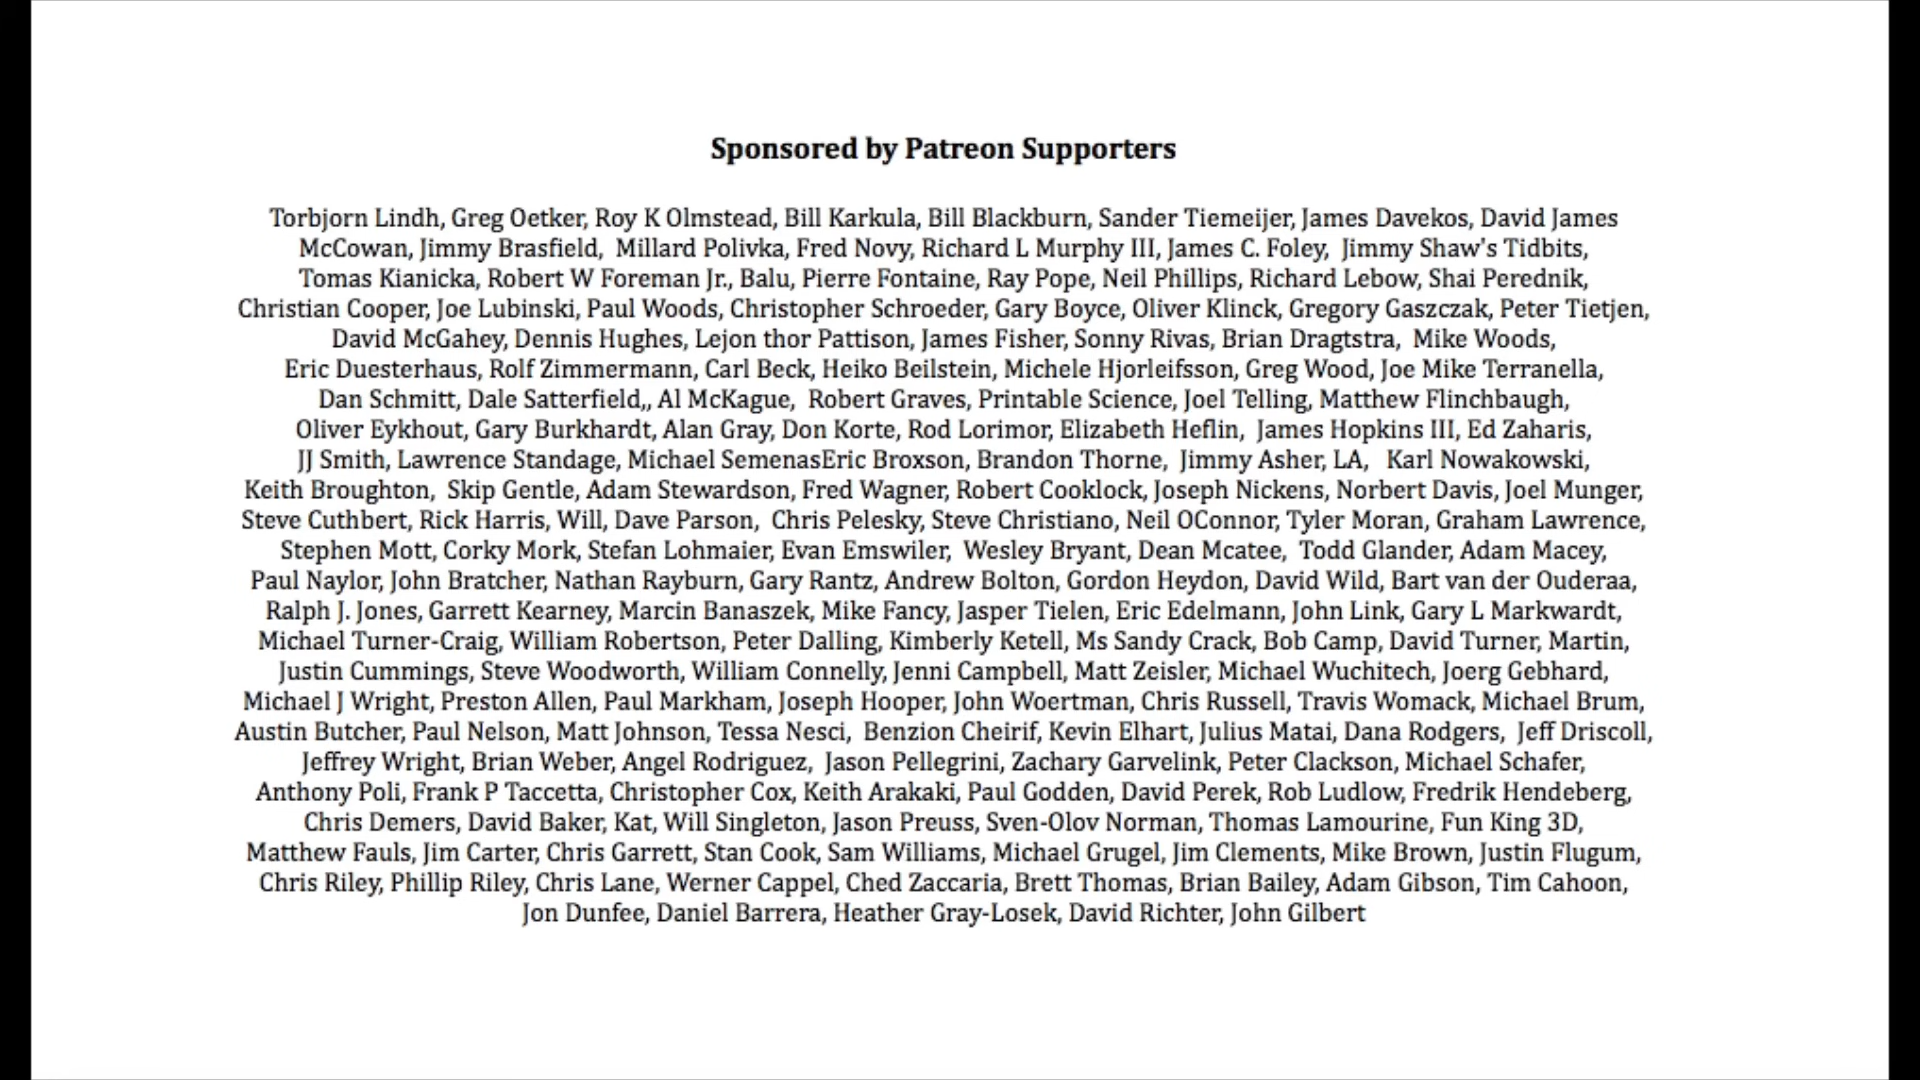 Sponsored by Patreon Supporters
Torbjorn Lindh, Greg Oetker, Roy K Olmstead, Bill Karkula, Bill Blackburn, Sander Tiemeijer, James Davekos, David James
McCowan, Jimmy Brasfield,  Millard Polivka, Fred Novy, Richard L Murphy III, James C. Foley,  Jimmy Shaw's Tidbits,
Tomas Kianicka, Robert W Foreman Jr., Balu, Pierre Fontaine, Ray Pope, Neil Phillips, Richard Lebow, Shai Perednik,
Christian Cooper, Joe Lubinski, Paul Woods, Christopher Schroeder, Gary Boyce, Oliver Klinck, Gregory Gaszczak, Peter Tietjen,
David McGahey, Dennis Hughes, Lejon thor Pattison, James Fisher, Sonny Rivas, Brian Dragtstra,  Mike Woods,
Eric Duesterhaus, Rolf Zimmermann, Carl Beck, Heiko Beilstein, Michele Hjorleifsson, Greg Wood, Joe Mike Terranella,
Dan Schmitt, Dale Satterfield,, Al McKague,  Robert Graves, Printable Science, Joel Telling, Matthew Flinchbaugh,
Oliver Eykhout, Gary Burkhardt, Alan Gray, Don Korte, Rod Lorimor, Elizabeth Heflin,  James Hopkins III, Ed Zaharis,
JJ Smith, Lawrence Standage, Michael SemenasEric Broxson, Brandon Thorne,  Jimmy Asher, LA,   Karl Nowakowski,
Keith Broughton,  Skip Gentle, Adam Stewardson, Fred Wagner, Robert Cooklock, Joseph Nickens, Norbert Davis, Joel Munger,
Steve Cuthbert, Rick Harris, Will, Dave Parson,  Chris Pelesky, Steve Christiano, Neil OConnor, Tyler Moran, Graham Lawrence,
Stephen Mott, Corky Mork, Stefan Lohmaier, Evan Emswiler,  Wesley Bryant, Dean Mcatee,  Todd Glander, Adam Macey,
Paul Naylor, John Bratcher, Nathan Rayburn, Gary Rantz, Andrew Bolton, Gordon Heydon, David Wild, Bart van der Ouderaa,
Ralph J. Jones, Garrett Kearney, Marcin Banaszek, Mike Fancy, Jasper Tielen, Eric Edelmann, John Link, Gary L Markwardt,
Michael Turner-Craig, William Robertson, Peter Dalling, Kimberly Ketell, Ms Sandy Crack, Bob Camp, David Turner, Martin,
Justin Cummings, Steve Woodworth, William Connelly, Jenni Campbell, Matt Zeisler, Michael Wuchitech, Joerg Gebhard,
Michael J Wright, Preston Allen, Paul Markham, Joseph Hooper, John Woertman, Chris Russell, Travis Womack, Michael Brum,
Austin Butcher, Paul Nelson, Matt Johnson, Tessa Nesci,  Benzion Cheirif, Kevin Elhart, Julius Matai, Dana Rodgers,  Jeff Driscoll,
Jeffrey Wright, Brian Weber, Angel Rodriguez,  Jason Pellegrini, Zachary Garvelink, Peter Clackson, Michael Schafer,
Anthony Poli, Frank P Taccetta, Christopher Cox, Keith Arakaki, Paul Godden, David Perek, Rob Ludlow, Fredrik Hendeberg,
Chris Demers, David Baker, Kat, Will Singleton, Jason Preuss, Sven-Olov Norman, Thomas Lamourine, Fun King 3D,
Matthew Fauls, Jim Carter, Chris Garrett, Stan Cook, Sam Williams, Michael Grugel, Jim Clements, Mike Brown, Justin Flugum,
Chris Riley, Phillip Riley, Chris Lane, Werner Cappel, Ched Zaccaria, Brett Thomas, Brian Bailey, Adam Gibson, Tim Cahoon,
Jon Dunfee, Daniel Barrera, Heather Gray-Losek, David Richter, John Gilbert